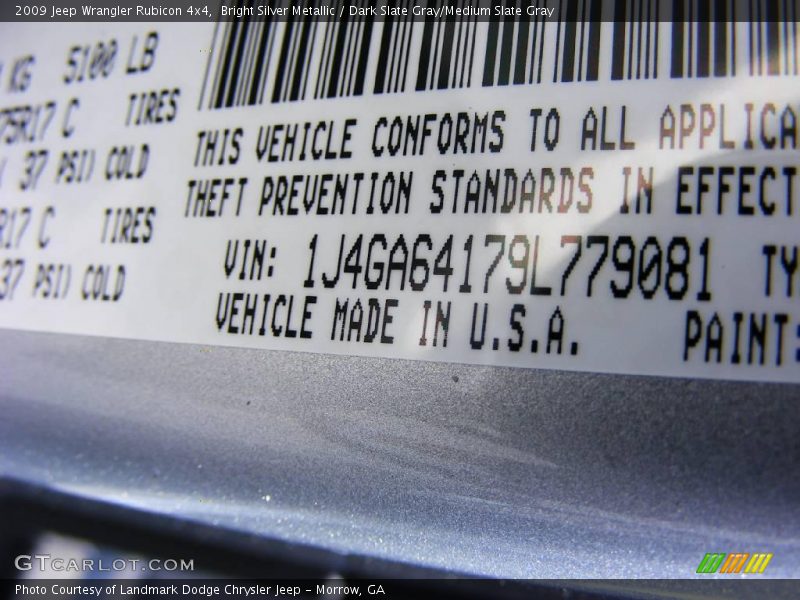 2009 Jeep Wrangler Rubicon 4x4, Bright Silver Metallic / Dark Slate Gray/Medium Slate Gray
KG 5100 LB
75R17 C TIRES
37 PSI) COLD
R17 C TIRES
37 PSI) COLD
THIS VEHICLE CONFORMS TO ALL APPLICA
THEFT PREVENTION STANDARDS IN EFFECT
VIN: 1J4GA64179L779081 TY
VEHICLE MADE IN U.S.A. PAINT:
GTCARLOT.COM
Photo Courtesy of Landmark Dodge Chrysler Jeep – Morrow, GA